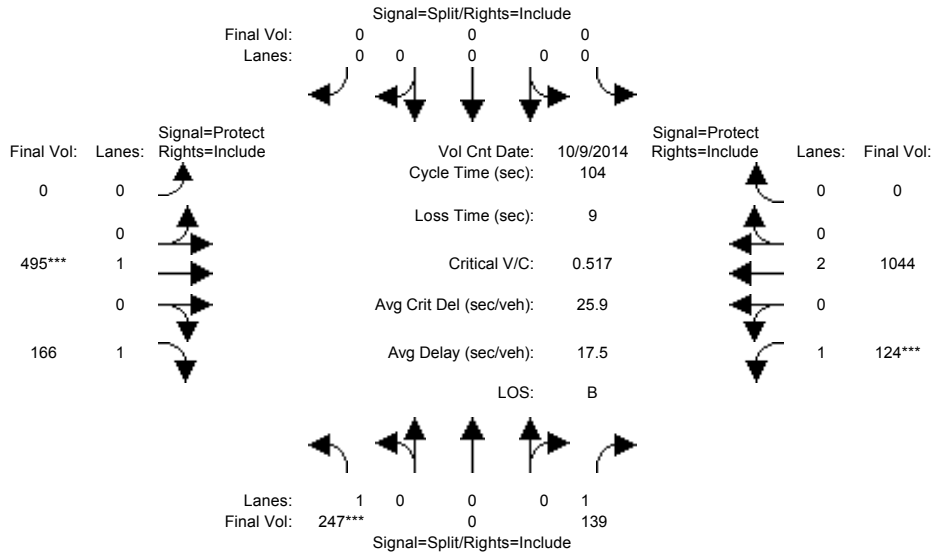 Signal=Split/Rights=Include
Final Vol: 0 0 0
Lanes: 0 0 0 0 0
Signal=Protect Signal=Protect
Final Vol: Lanes: Rights=Include Vol Cnt Date: 10/9/2014 Rights=Include Lanes: Final Vol:
Cycle Time (sec): 104
0 0 0 0
Loss Time (sec): 9
0 0
495*** 1 Critical V/C: 0.517 2 1044
0 Avg Crit Del (sec/veh): 25.9 0
166 1 Avg Delay (sec/veh): 17.5 1 124***
LOS: B
Lanes: 1 0 0 0 1
Final Vol: 247*** 0 139
Signal=Split/Rights=Include